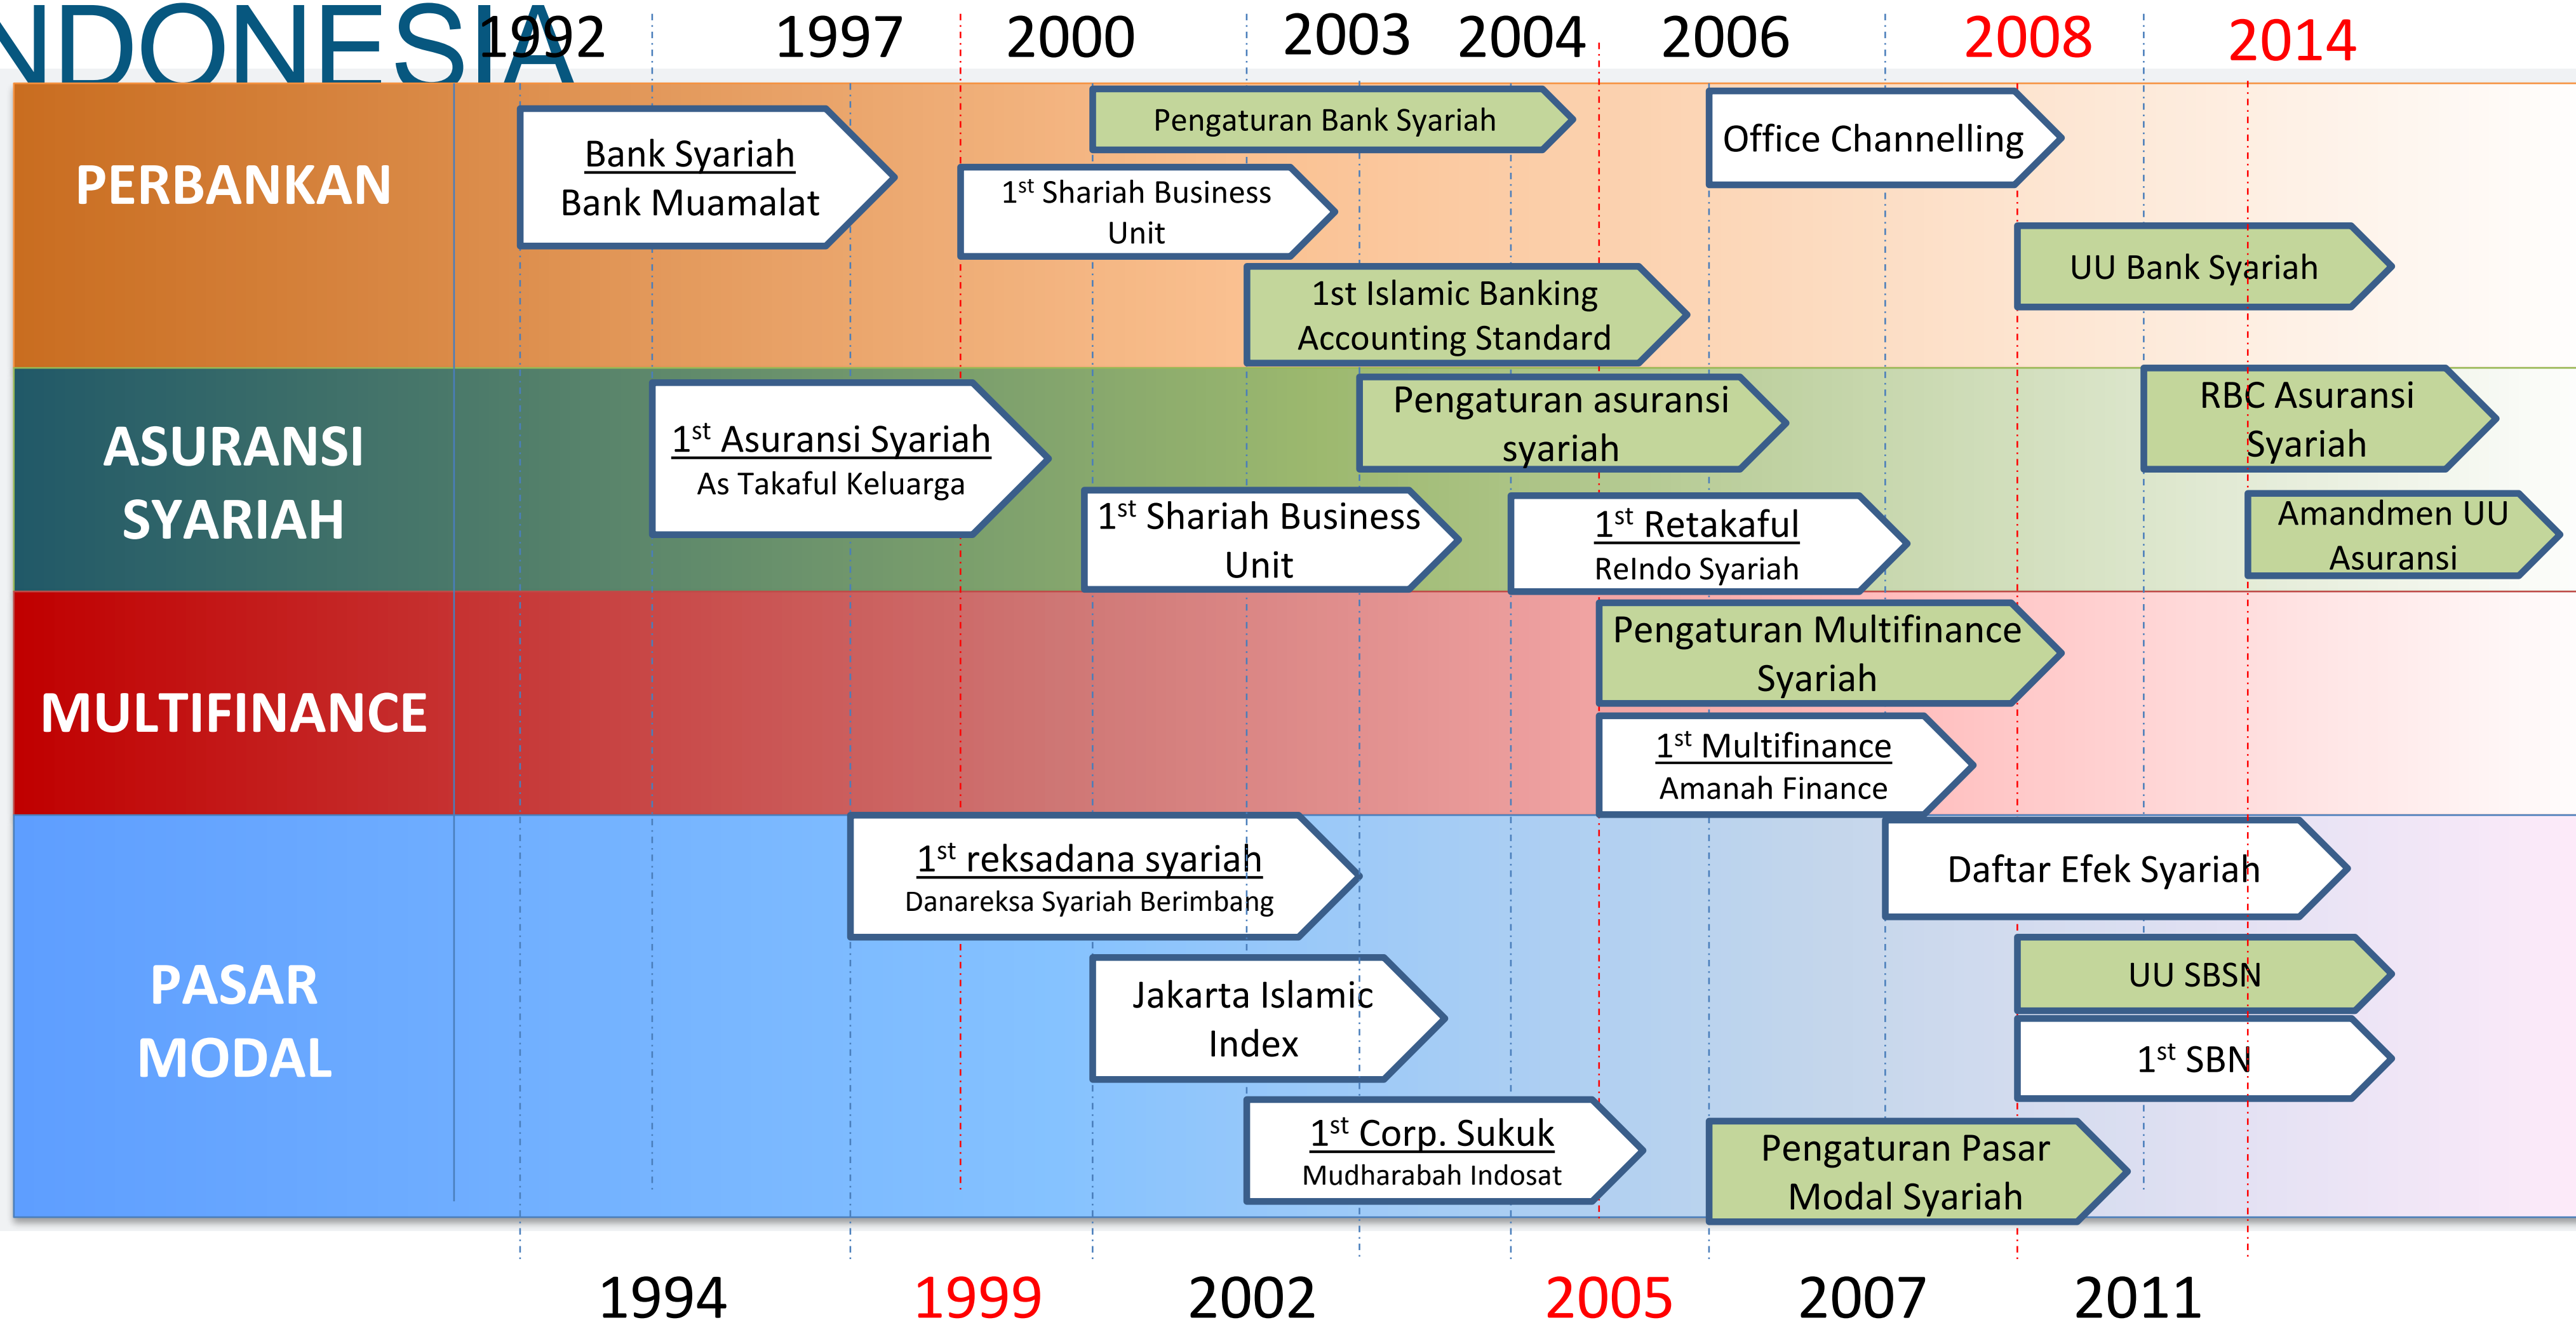 NDONESIA
1992 1997 2000 2003 2004 2006 2008 2014
PERBANKAN
Bank Syariah
Bank Muamalat
Pengaturan Bank Syariah
1st Shariah Business
Unit
1st Islamic Banking
Accounting Standard
Office Channelling
UU Bank Syariah
ASURANSI
SYARIAH
1st Asuransi Syariah
As Takaful Keluarga
1st Shariah Business
Unit
Pengaturan asuransi
syariah
1st Retakaful
ReIndo Syariah
RBC Asuransi
Syariah
Amandmen UU
Asuransi
MULTIFINANCE
Pengaturan Multifinance
Syariah
1st Multifinance
Amanah Finance
PASAR
MODAL
1st reksadana syariah
Danareksa Syariah Berimbang
Jakarta Islamic
Index
1st Corp. Sukuk
Mudharabah Indosat
Daftar Efek Syariah
UU SBSN
1st SBN
Pengaturan Pasar
Modal Syariah
1994 1999 2002 2005 2007 2011